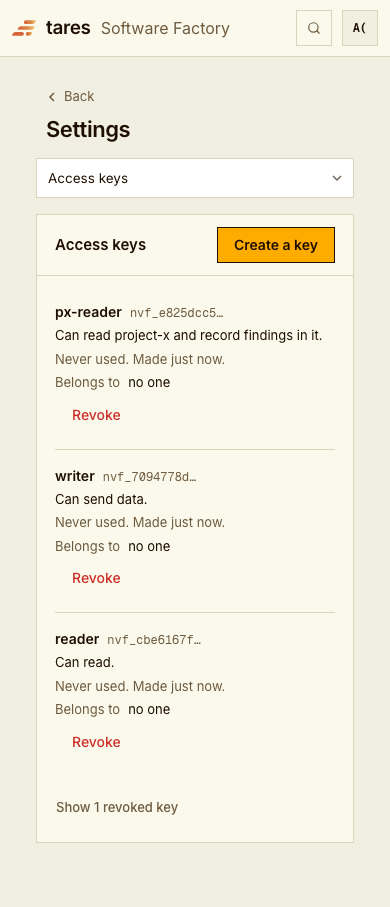 tares Software Factory A(
Back
Settings
Access keys
Access keys Create a key
px-reader nvf_e825dcc5…
Can read project-x and record findings in it.
Never used. Made just now.
Belongs to no one
Revoke
writer nvf_7094778d…
Can send data.
Never used. Made just now.
Belongs to no one
Revoke
reader nvf_cbe6167f…
Can read.
Never used. Made just now.
Belongs to no one
Revoke
Show 1 revoked key